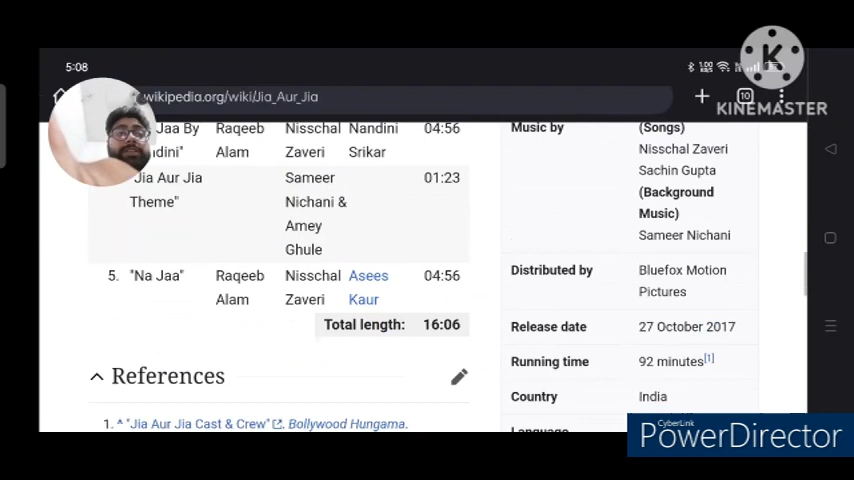 5:08
10
KINEMASTER
wikipedia.org/wiki/Jia_Aur_Jia
Jaa By Raqeeb Nisschal Nandini 04:56
Alam Zaveri Srikar
"Jia Aur Jia Sameer 01:23
Theme" Nichani &
Amey
Ghule
5. "Na Jaa" Raqeeb Nisschal Asees 04:56
Alam Zaveri Kaur
Total length: 16:06
References
1. ^ "Jia Aur Jia Cast & Crew". Bollywood Hungama.
Music by (Songs)
Nisschal Zaveri
Sachin Gupta
(Background
Music)
Sameer Nichani
Distributed by Bluefox Motion
Pictures
Release date 27 October 2017
Running time 92 minutes[1]
Country India
CyberLink
PowerDirector